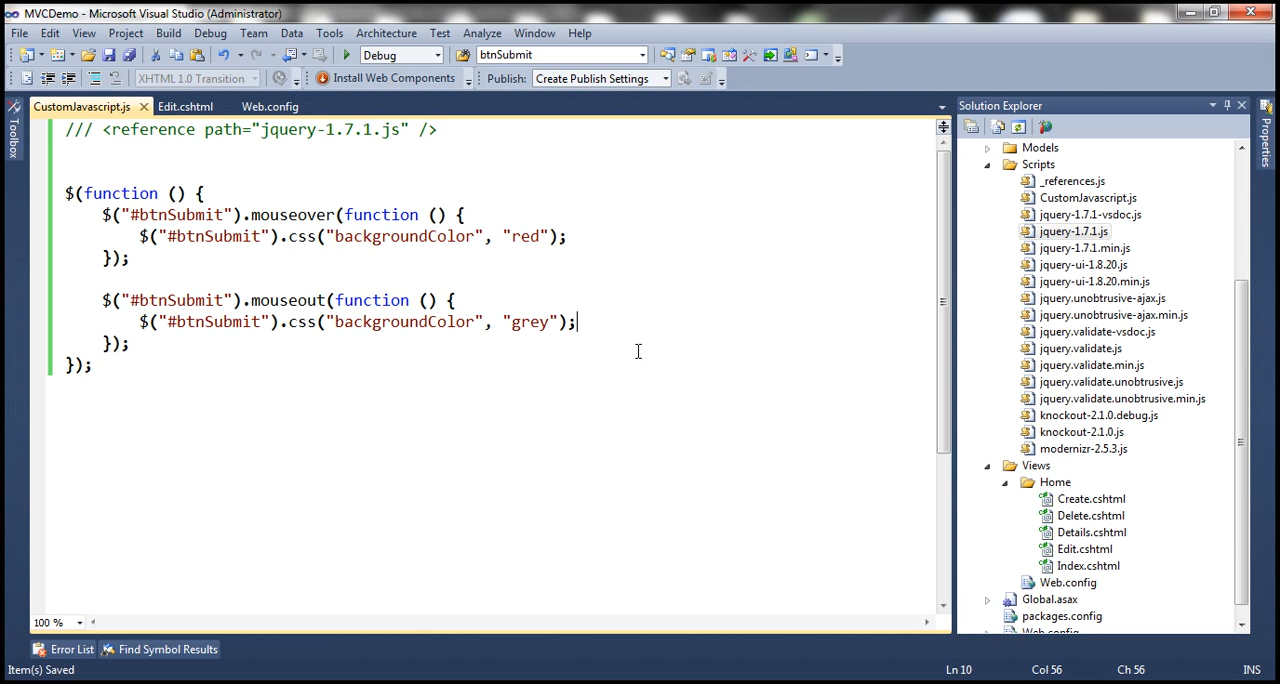 MVCDemo - Microsoft Visual Studio (Administrator)
File Edit View Project Build Debug Team Data Tools Architecture Test Analyze Window Help
Debug btnSubmit
XHTML 1.0 Transition Install Web Components Publish: Create Publish Settings
CustomJavascript.js Edit.cshtml Web.config
Toolbox
/// <reference path="jquery-1.7.1.js" />
$(function () {
$("#btnSubmit").mouseover(function () {
$("#btnSubmit").css("backgroundColor", "red");
});
$("#btnSubmit").mouseout(function () {
$("#btnSubmit").css("backgroundColor", "grey");
});
});
100 %
Solution Explorer
Models
Scripts
_references.js
CustomJavascript.js
jquery-1.7.1-vsdoc.js
jquery-1.7.1.js
jquery-1.7.1.min.js
jquery-ui-1.8.20.js
jquery-ui-1.8.20.min.js
jquery.unobtrusive-ajax.js
jquery.unobtrusive-ajax.min.js
jquery.validate-vsdoc.js
jquery.validate.js
jquery.validate.min.js
jquery.validate.unobtrusive.js
jquery.validate.unobtrusive.min.js
knockout-2.1.0.debug.js
knockout-2.1.0.js
modernizr-2.5.3.js
Views
Home
Create.cshtml
Delete.cshtml
Details.cshtml
Edit.cshtml
Index.cshtml
Web.config
Global.asax
packages.config
Web.config
Properties
Error List Find Symbol Results
Item(s) Saved Ln 10 Col 56 Ch 56 INS